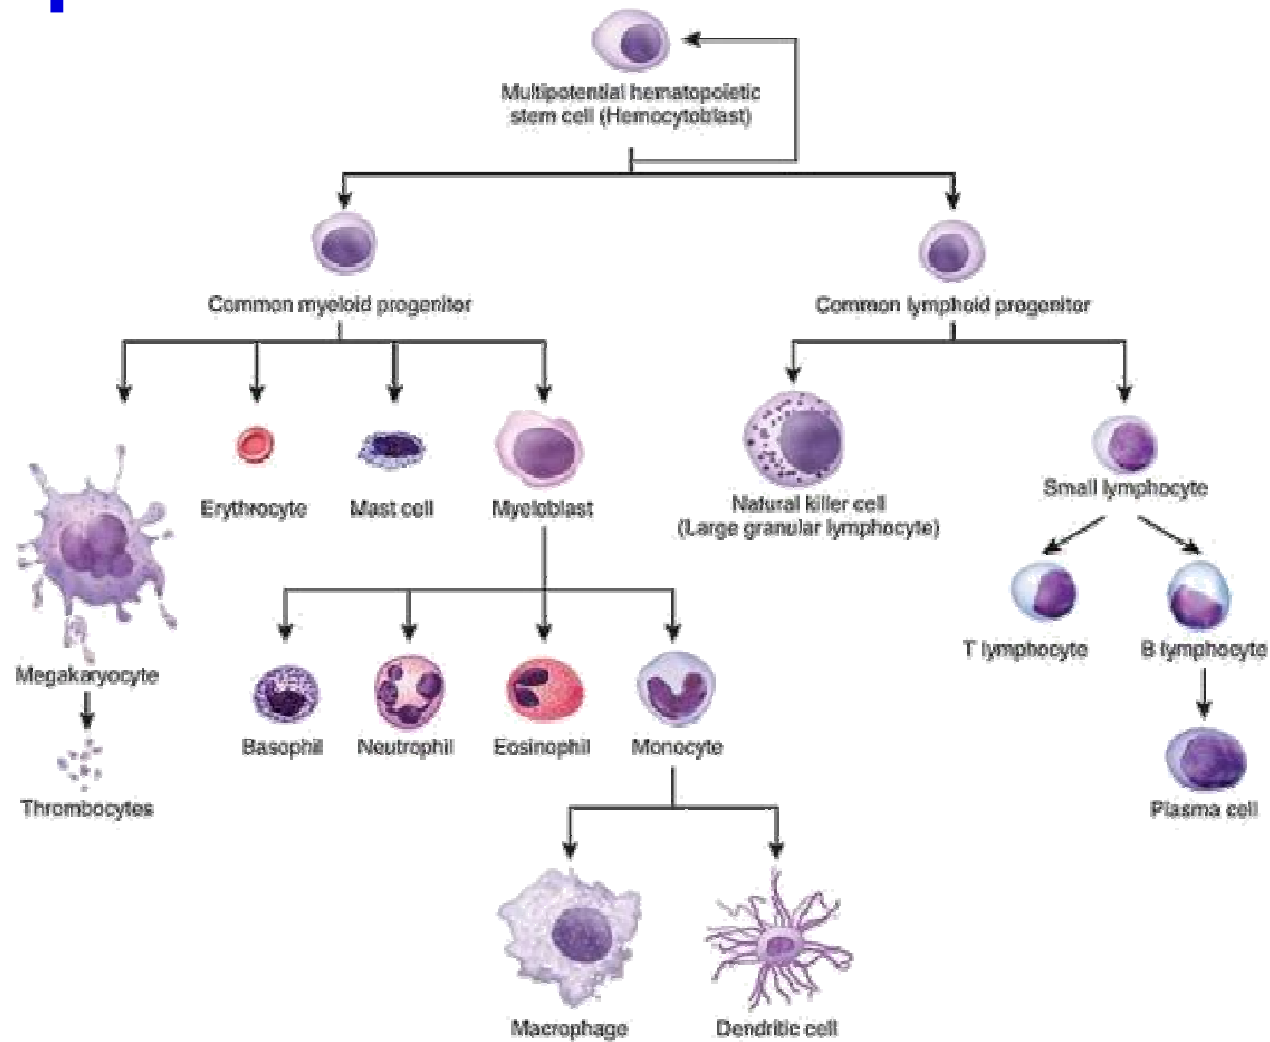 Multipotential hematopoietic
stem cell (Hemocytoblast)
Common myeloid progenitor
Common lymphoid progenitor
Erythrocyte
Mast cell
Myeloblast
Natural killer cell
(Large granular lymphocyte)
Small lymphocyte
T lymphocyte
B lymphocyte
Megakaryocyte
Basophil
Neutrophil
Eosinophil
Monocyte
Thrombocytes
Plasma cell
Macrophage
Dendritic cell